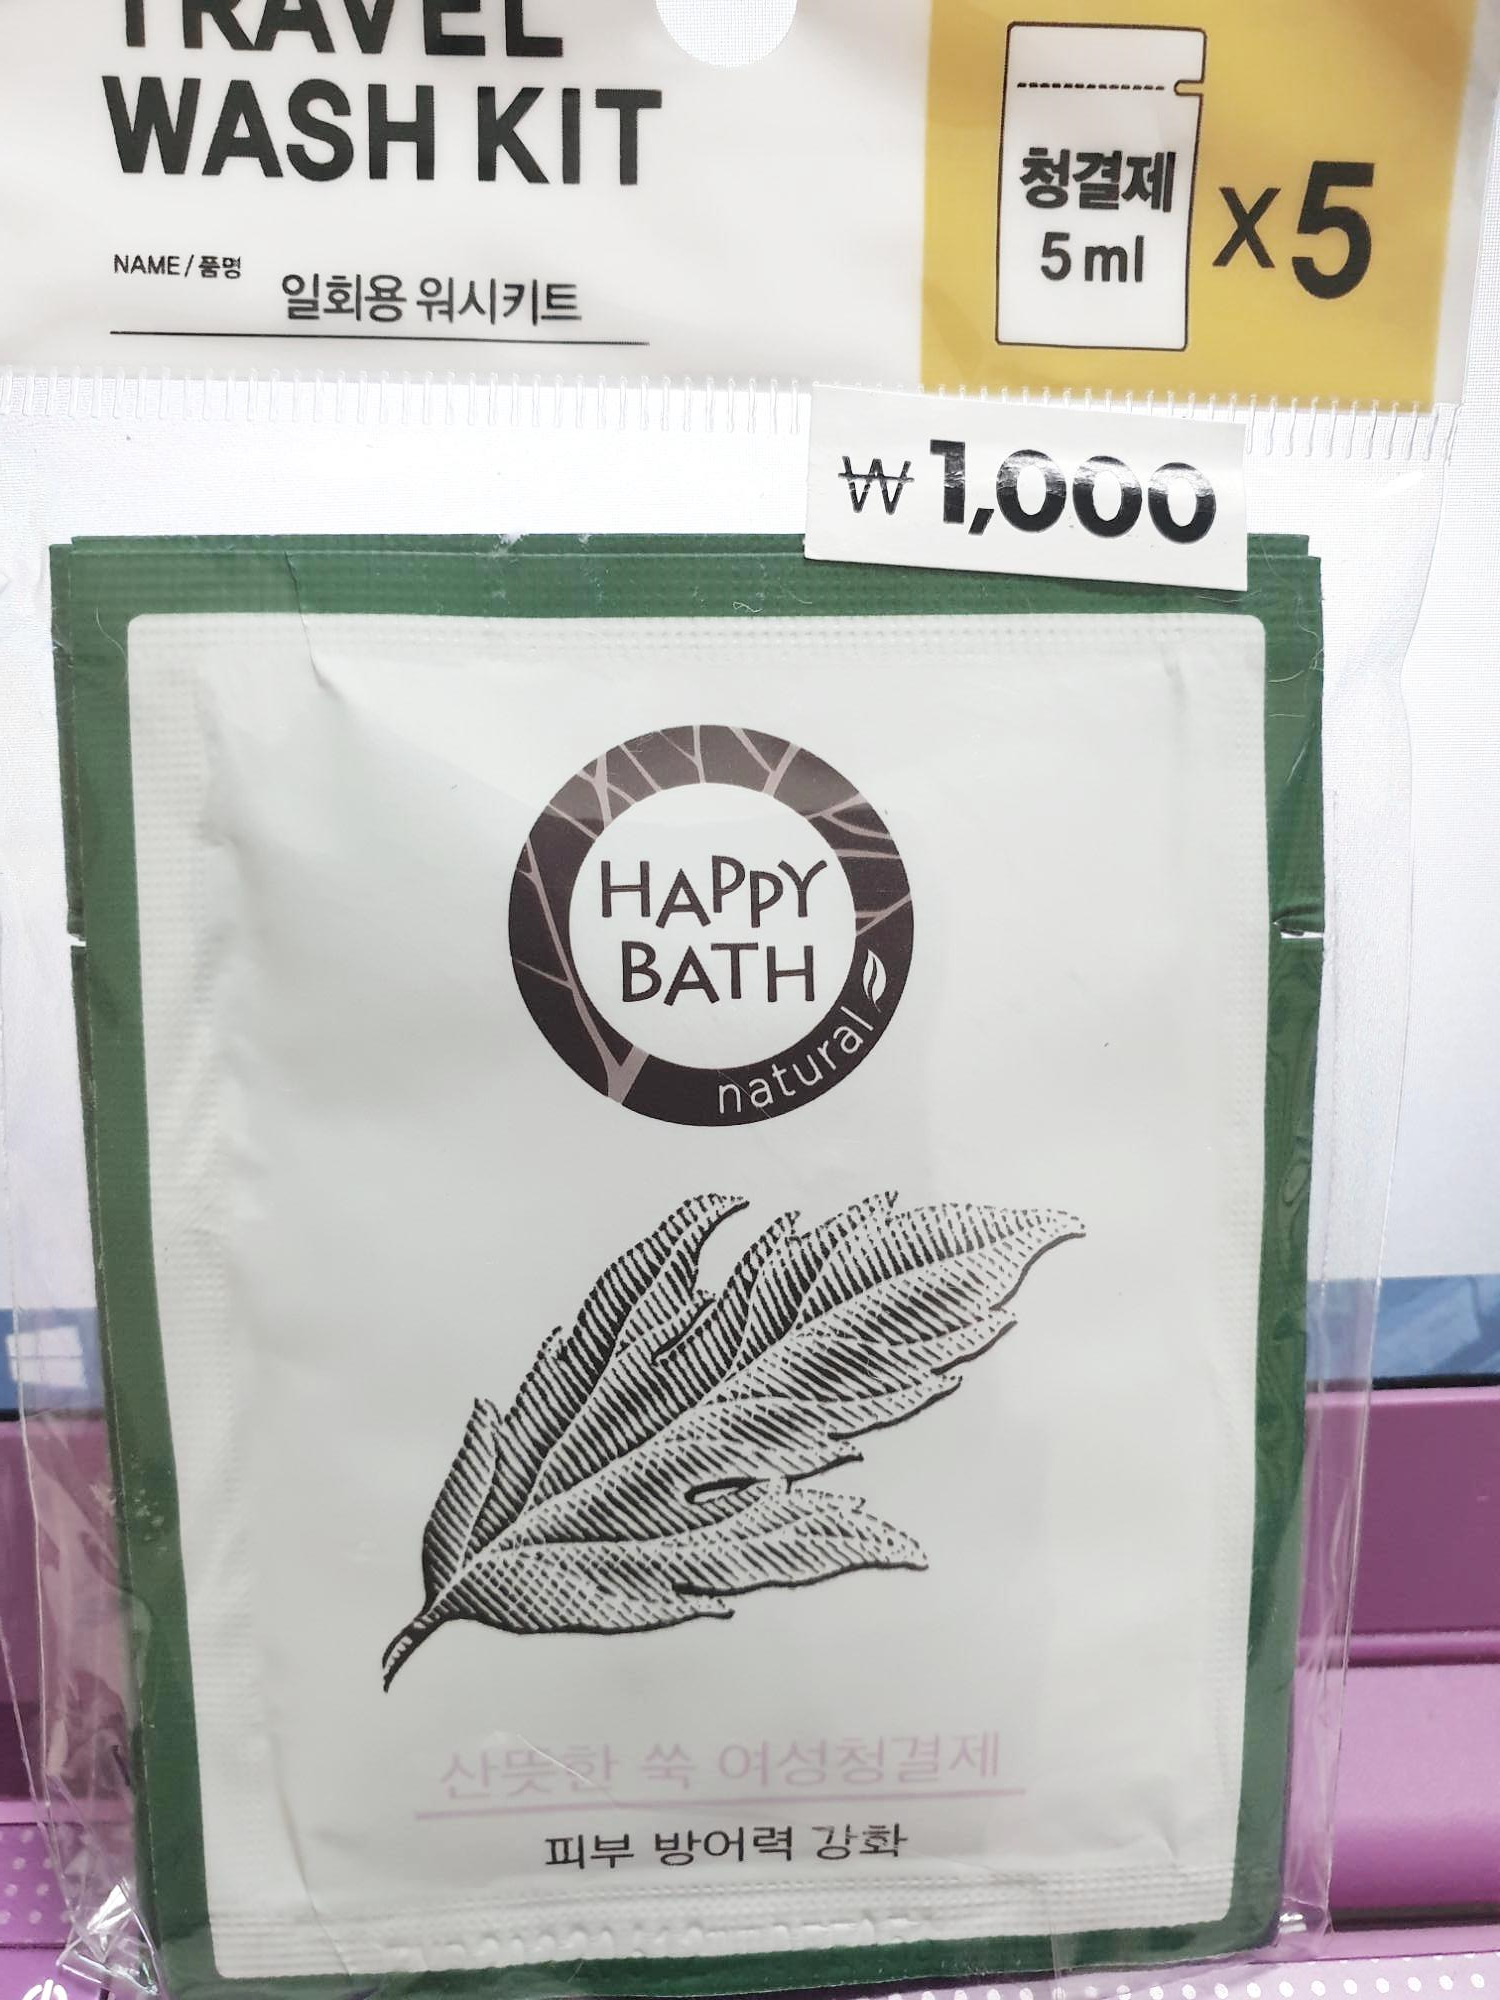 TRAVEL
WASH KIT
NAME / 품명
일회용 워시키트
청결제
5 ml
x 5
₩1,000
HAPPY
BATH
natural
산뜻한 쑥 여성청결제
피부 방어력 강화